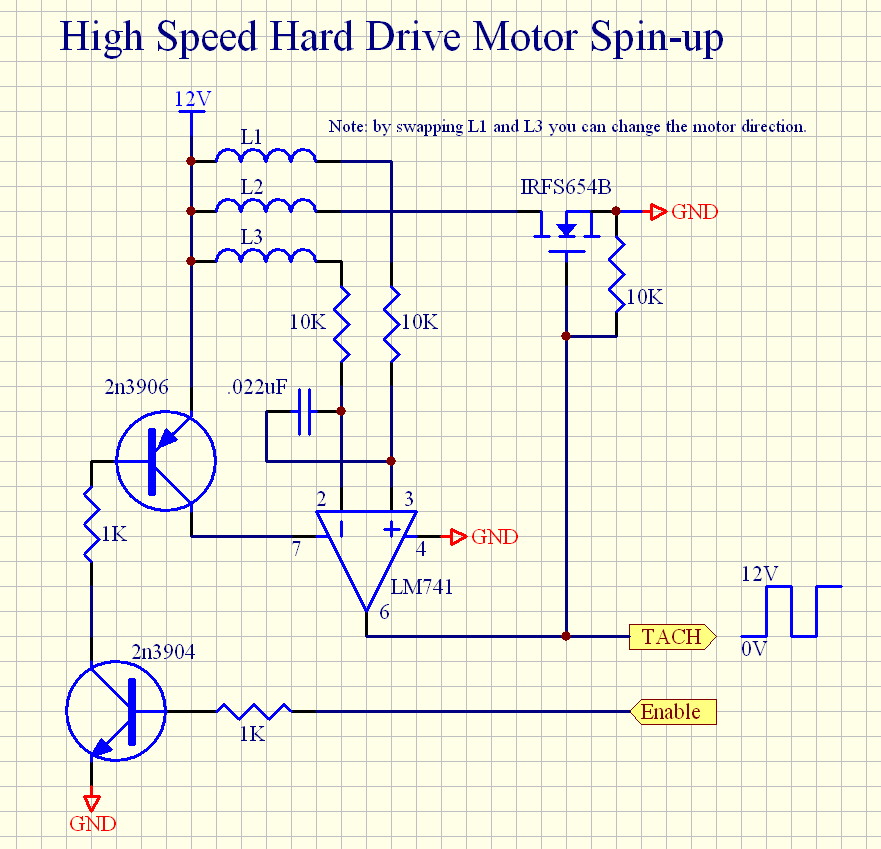 High Speed Hard Drive Motor Spin-up
12V
Note: by swapping L1 and L3 you can change the motor direction.
L1
L2
IRFS654B
GND
L3
10K
10K
10K
2n3906
.022uF
2
3
1K
7
4
GND
LM741
12V
6
TACH
0V
2n3904
Enable
1K
GND